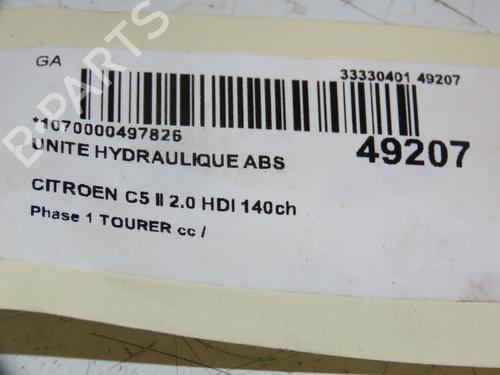 GA
33330401 49207
*1070000497826
49207
UNITE HYDRAULIQUE ABS
CITROEN C5 II 2.0 HDI 140ch
Phase 1 TOURER cc /
B-PARTS